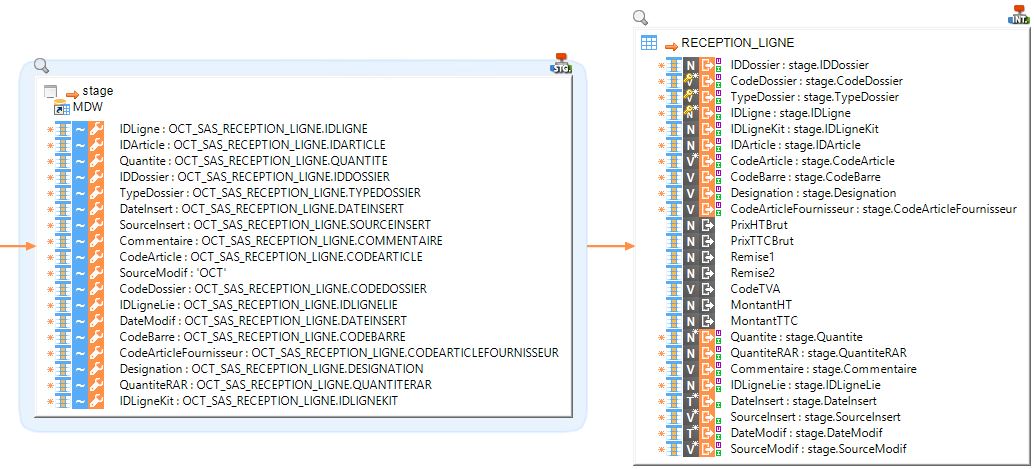 STG.
stage
MDW
IDLigne : OCT_SAS_RECEPTION_LIGNE.IDLIGNE
IDArticle : OCT_SAS_RECEPTION_LIGNE.IDARTICLE
Quantite : OCT_SAS_RECEPTION_LIGNE.QUANTITE
IDDossier : OCT_SAS_RECEPTION_LIGNE.IDDOSSIER
TypeDossier : OCT_SAS_RECEPTION_LIGNE.TYPEDOSSIER
DateInsert : OCT_SAS_RECEPTION_LIGNE.DATEINSERT
SourceInsert : OCT_SAS_RECEPTION_LIGNE.SOURCEINSERT
Commentaire : OCT_SAS_RECEPTION_LIGNE.COMMENTAIRE
CodeArticle : OCT_SAS_RECEPTION_LIGNE.CODEARTICLE
SourceModif : 'OCT'
CodeDossier : OCT_SAS_RECEPTION_LIGNE.CODEDOSSIER
IDLigneLie : OCT_SAS_RECEPTION_LIGNE.IDLIGNELIE
DateModif : OCT_SAS_RECEPTION_LIGNE.DATEINSERT
CodeBarre : OCT_SAS_RECEPTION_LIGNE.CODEBARRE
CodeArticleFournisseur : OCT_SAS_RECEPTION_LIGNE.CODEARTICLEFOURNISSEUR
Designation : OCT_SAS_RECEPTION_LIGNE.DESIGNATION
QuantiteRAR : OCT_SAS_RECEPTION_LIGNE.QUANTITERAR
IDLigneKit : OCT_SAS_RECEPTION_LIGNE.IDLIGNEKIT
INT.
RECEPTION_LIGNE
N IDDossier : stage.IDDossier
V CodeDossier : stage.CodeDossier
V TypeDossier : stage.TypeDossier
N IDLigne : stage.IDLigne
N IDLigneKit : stage.IDLigneKit
N IDArticle : stage.IDArticle
V CodeArticle : stage.CodeArticle
V CodeBarre : stage.CodeBarre
V Designation : stage.Designation
V CodeArticleFournisseur : stage.CodeArticleFournisseur
N PrixHTBrut
N PrixTTCBrut
N Remise1
N Remise2
V CodeTVA
N MontantHT
N MontantTTC
N Quantite : stage.Quantite
N QuantiteRAR : stage.QuantiteRAR
V Commentaire : stage.Commentaire
N IDLigneLie : stage.IDLigneLie
T DateInsert : stage.DateInsert
V SourceInsert : stage.SourceInsert
T DateModif : stage.DateModif
V SourceModif : stage.SourceModif